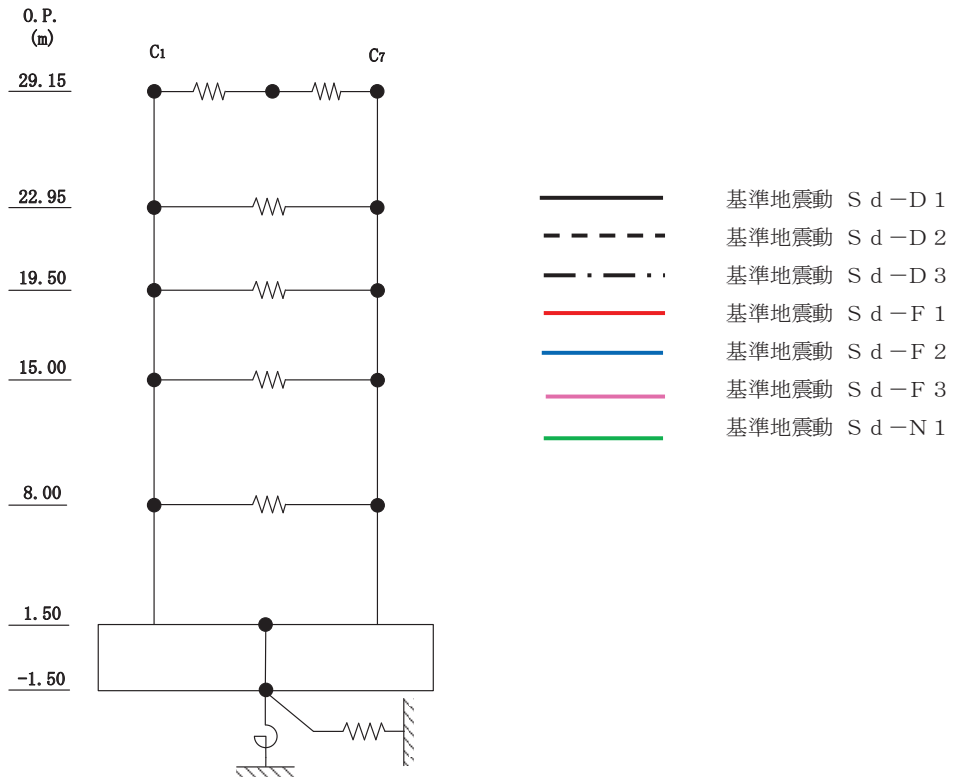 O.P.
(m)
C1
C7
29.15
22.95
19.50
15.00
8.00
1.50
-1.50
基準地震動 Ｓｄ－Ｄ１
基準地震動 Ｓｄ－Ｄ２
基準地震動 Ｓｄ－Ｄ３
基準地震動 Ｓｄ－Ｆ１
基準地震動 Ｓｄ－Ｆ２
基準地震動 Ｓｄ－Ｆ３
基準地震動 Ｓｄ－Ｎ１